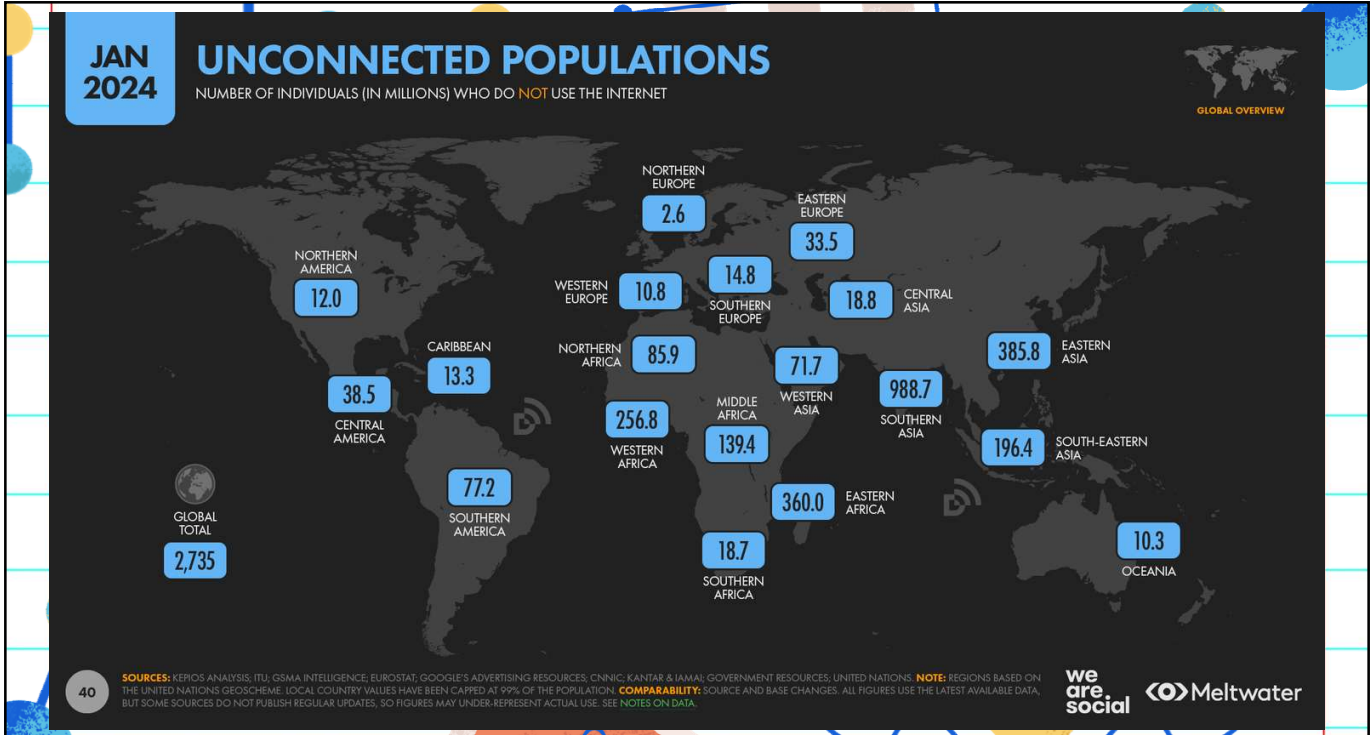 JAN
2024
UNCONNECTED POPULATIONS
NUMBER OF INDIVIDUALS (IN MILLIONS) WHO DO NOT USE THE INTERNET
GLOBAL OVERVIEW
NORTHERN
EUROPE
2.6
EASTERN
EUROPE
33.5
NORTHERN
AMERICA
12.0
WESTERN
EUROPE
10.8
14.8
SOUTHERN
EUROPE
18.8
CENTRAL
ASIA
CARIBBEAN
13.3
NORTHERN
AFRICA
85.9
71.7
WESTERN
ASIA
385.8
EASTERN
ASIA
38.5
CENTRAL
AMERICA
988.7
SOUTHERN
ASIA
256.8
WESTERN
AFRICA
MIDDLE
AFRICA
139.4
196.4
SOUTH-EASTERN
ASIA
77.2
SOUTHERN
AMERICA
360.0
EASTERN
AFRICA
GLOBAL
TOTAL
2,735
18.7
SOUTHERN
AFRICA
10.3
OCEANIA
40
SOURCES: KEPIOS ANALYSIS; ITU; GSMA INTELLIGENCE; EUROSTAT; GOOGLE'S ADVERTISING RESOURCES; CNNIC; KANTAR & IAMAI; GOVERNMENT RESOURCES; UNITED NATIONS. NOTE: REGIONS BASED ON
THE UNITED NATIONS GEOSCHEME. LOCAL COUNTRY VALUES HAVE BEEN CAPPED AT 99% OF THE POPULATION. COMPARABILITY: SOURCE AND BASE CHANGES. ALL FIGURES USE THE LATEST AVAILABLE DATA,
BUT SOME SOURCES DO NOT PUBLISH REGULAR UPDATES, SO FIGURES MAY UNDER-REPRESENT ACTUAL USE. SEE NOTES ON DATA.
we
are
social
Meltwater